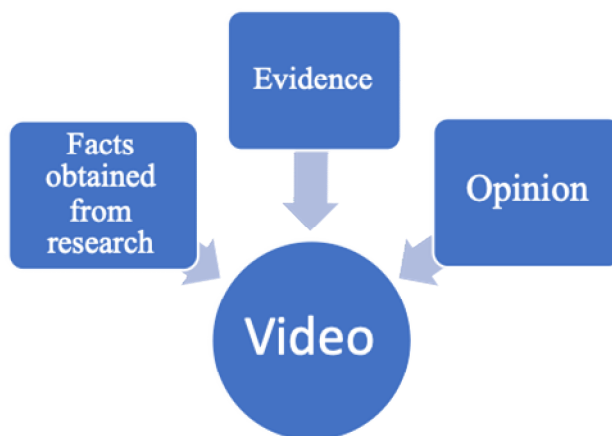 Evidence
Facts
obtained
from
research
Opinion
Video